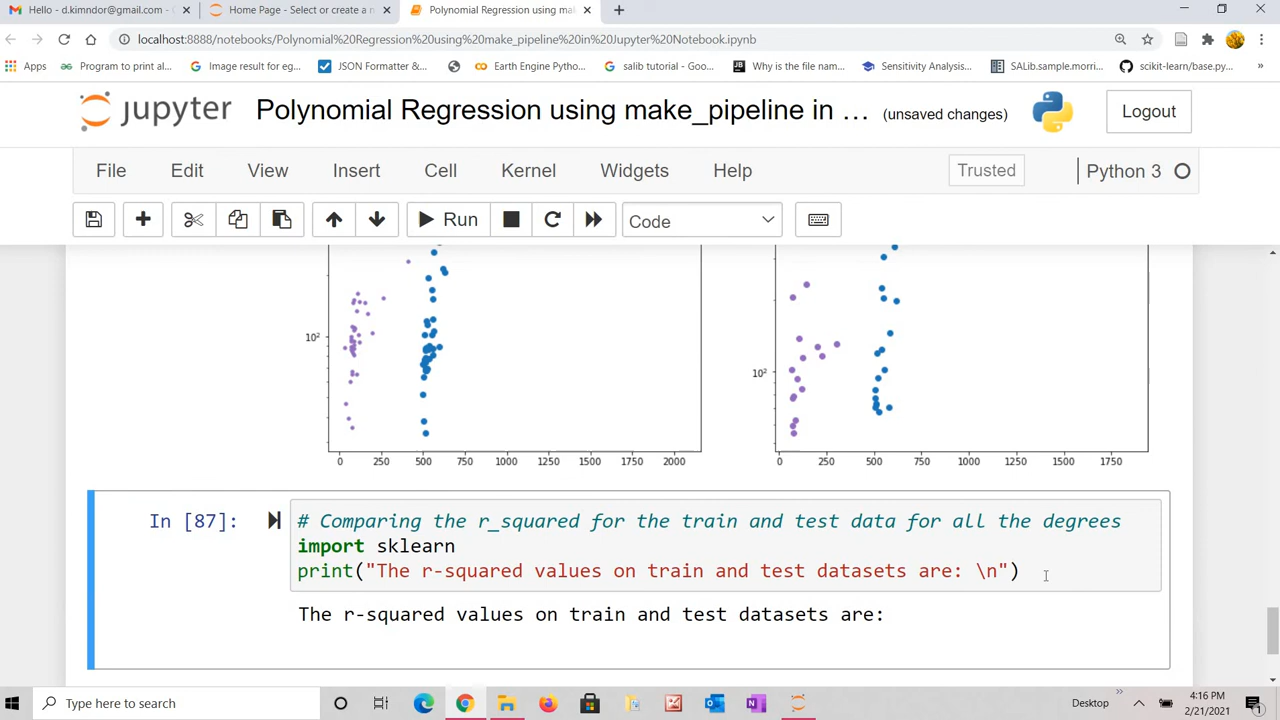 Hello - d.kimndor@gmail.com - G
Home Page - Select or create a n
Polynomial Regression using mak
localhost:8888/notebooks/Polynomial%20Regression%20using%20make_pipeline%20in%20Jupyter%20Notebook.ipynb
Apps
Program to print al...
Image result for eg...
JSON Formatter &...
Earth Engine Pytho...
salib tutorial - Goo...
Why is the file nam...
Sensitivity Analysis...
SALib.sample.morri...
scikit-learn/base.py...
»
jupyter
Polynomial Regression using make_pipeline in …
(unsaved changes)
Logout
File Edit View Insert Cell Kernel Widgets Help
Trusted
Python 3
Run
Code
10²
0 250 500 750 1000 1250 1500 1750 2000
10²
0 250 500 750 1000 1250 1500 1750
In [87]:
# Comparing the r_squared for the train and test data for all the degrees
import sklearn
print("The r-squared values on train and test datasets are: \n")
The r-squared values on train and test datasets are:
Type here to search
Desktop
»
4:16 PM
2/21/2021
1